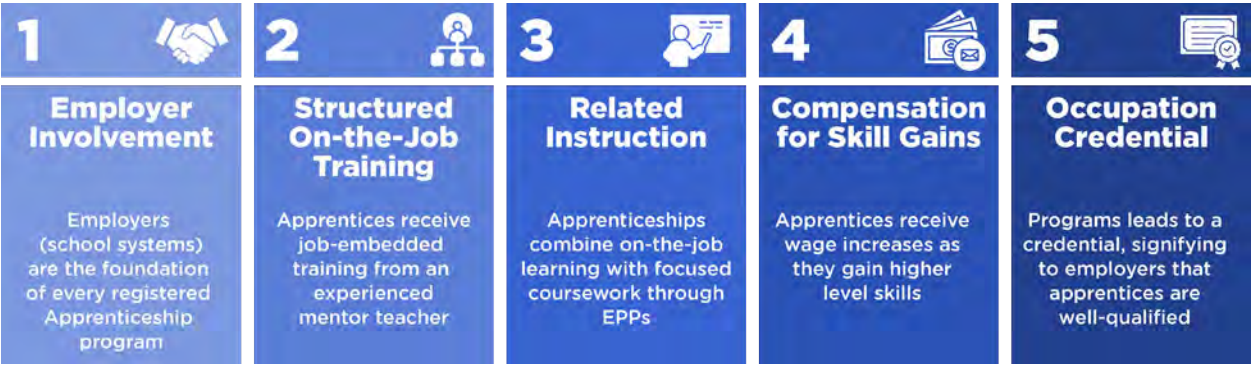 1
Employer
Involvement
Employers
(school systems)
are the foundation
of every registered
Apprenticeship
program
2
Structured
On-the-Job
Training
Apprentices receive
job-embedded
training from an
experienced
mentor teacher
3
Related
Instruction
Apprenticeships
combine on-the-job
learning with focused
coursework through
EPPs
4
Compensation
for Skill Gains
Apprentices receive
wage increases as
they gain higher
level skills
5
Occupation
Credential
Programs leads to a
credential, signifying
to employers that
apprentices are
well-qualified